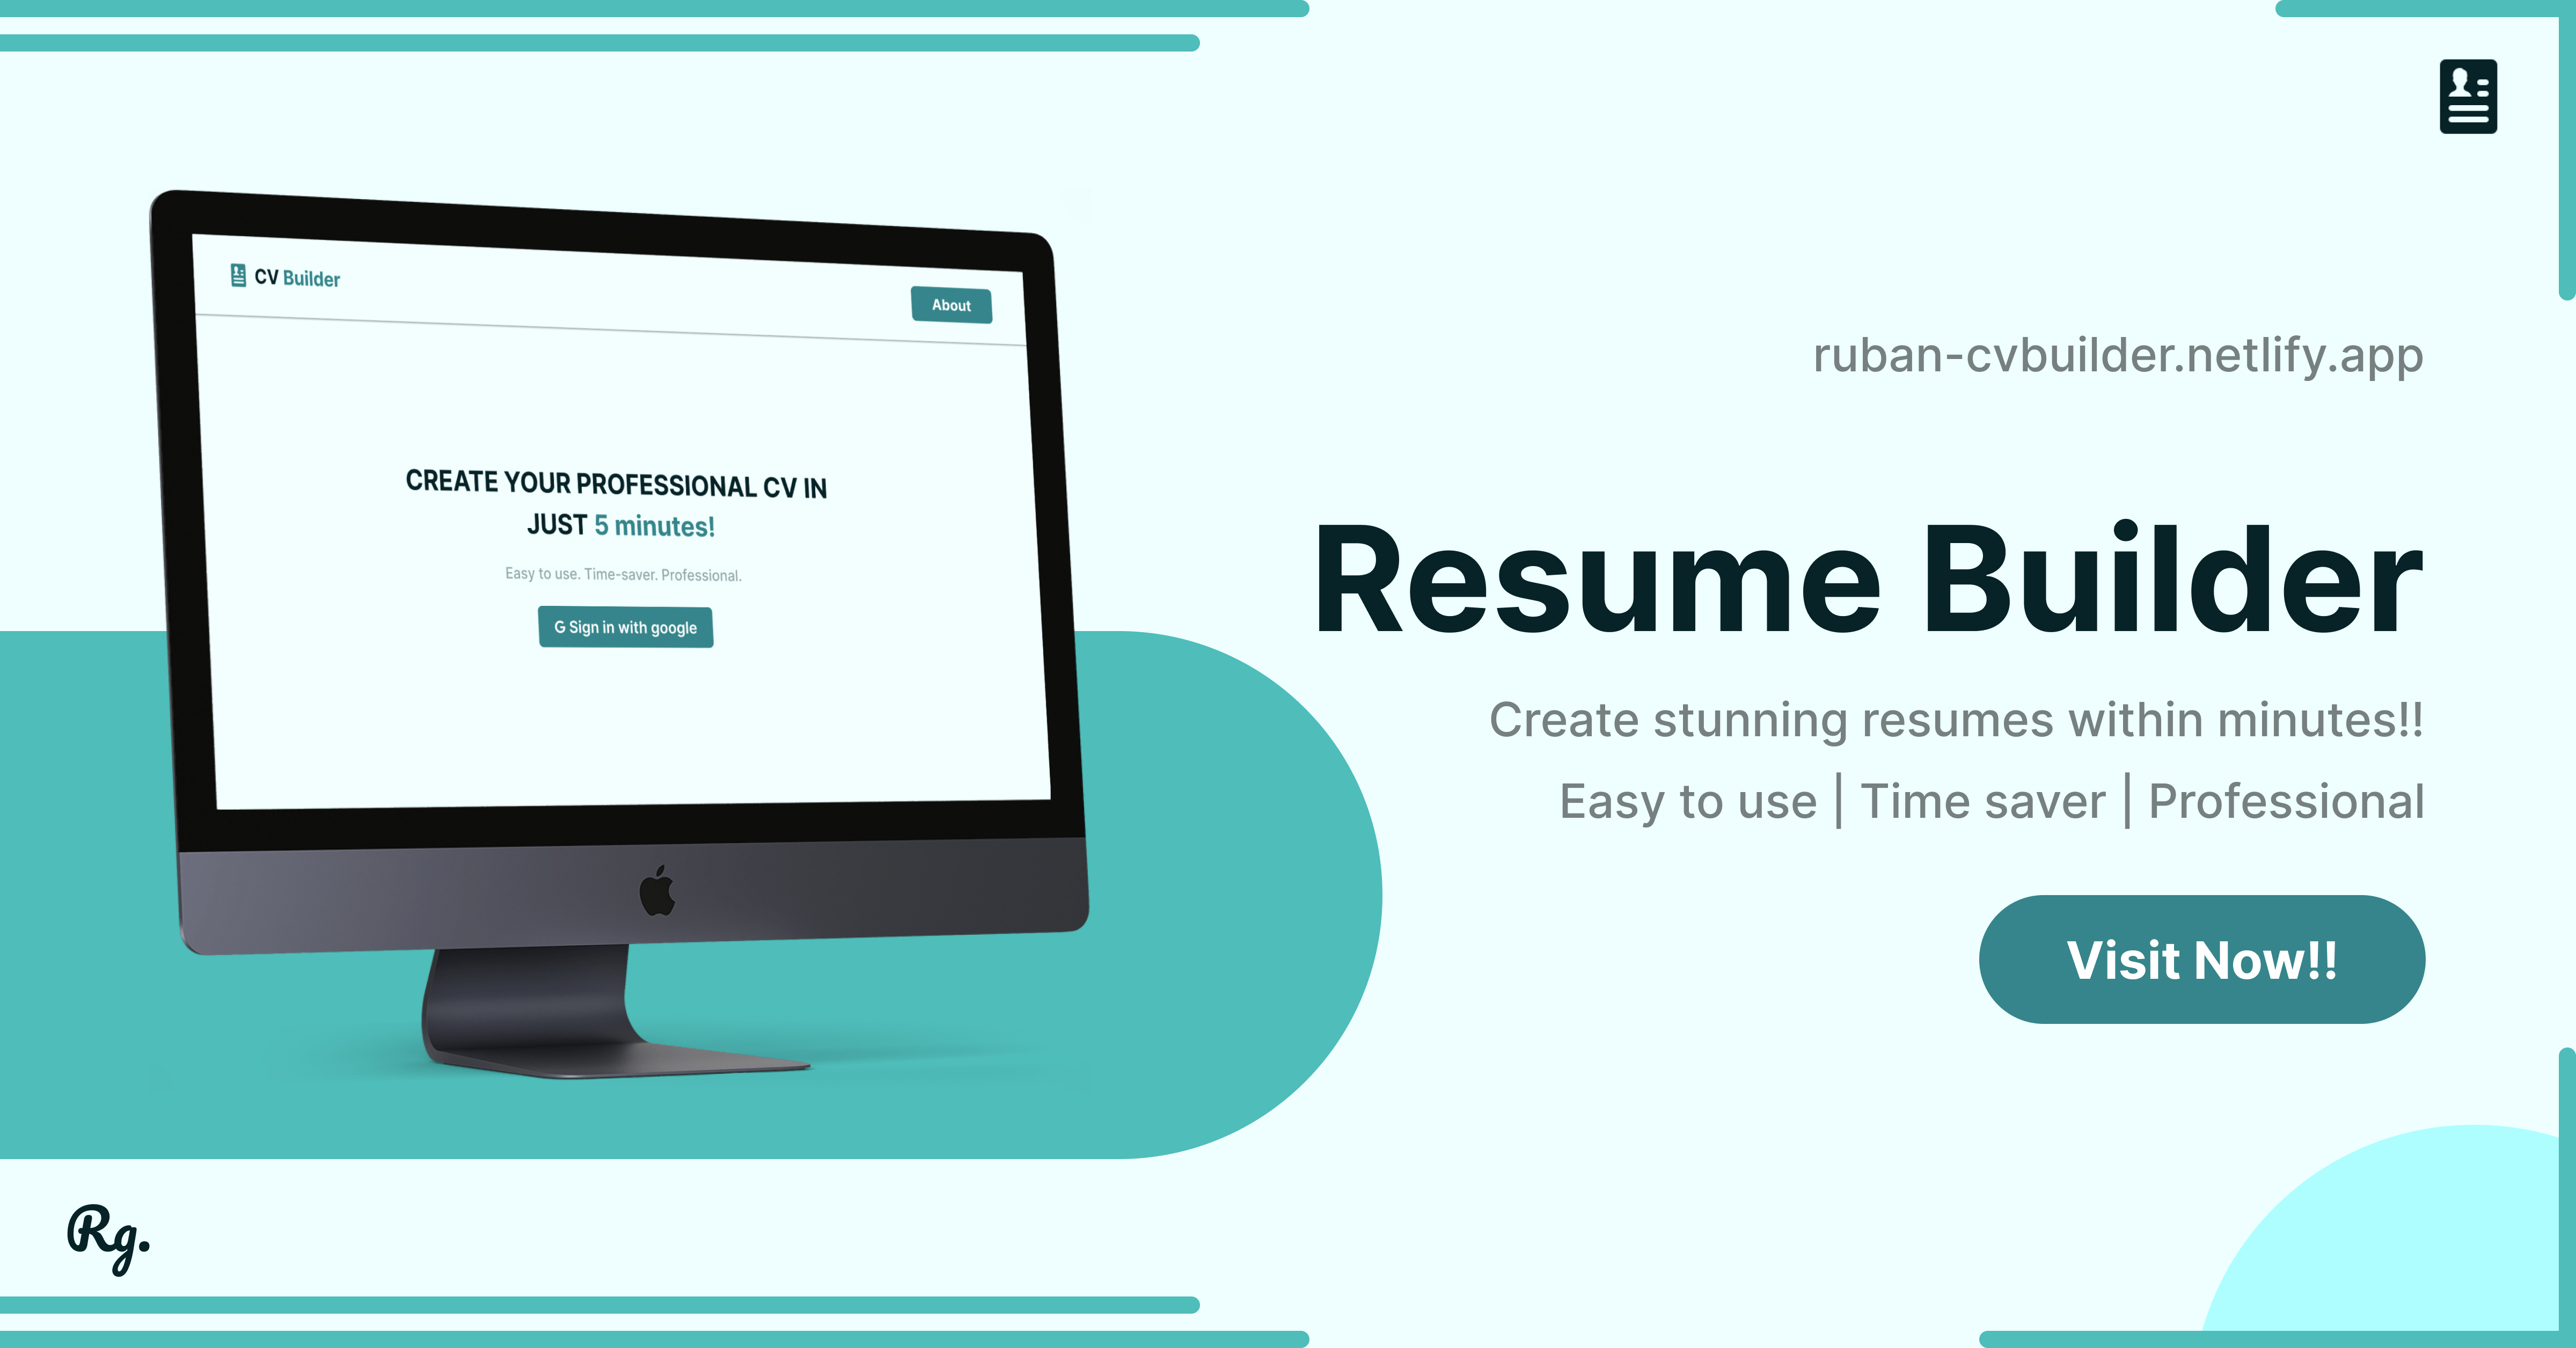 CV Builder
About
CREATE YOUR PROFESSIONAL CV IN
JUST 5 minutes!
Easy to use. Time-saver. Professional.
G Sign in with google
ruban-cvbuilder.netlify.app
Resume Builder
Create stunning resumes within minutes!!
Easy to use | Time saver | Professional
Visit Now!!
Rg.